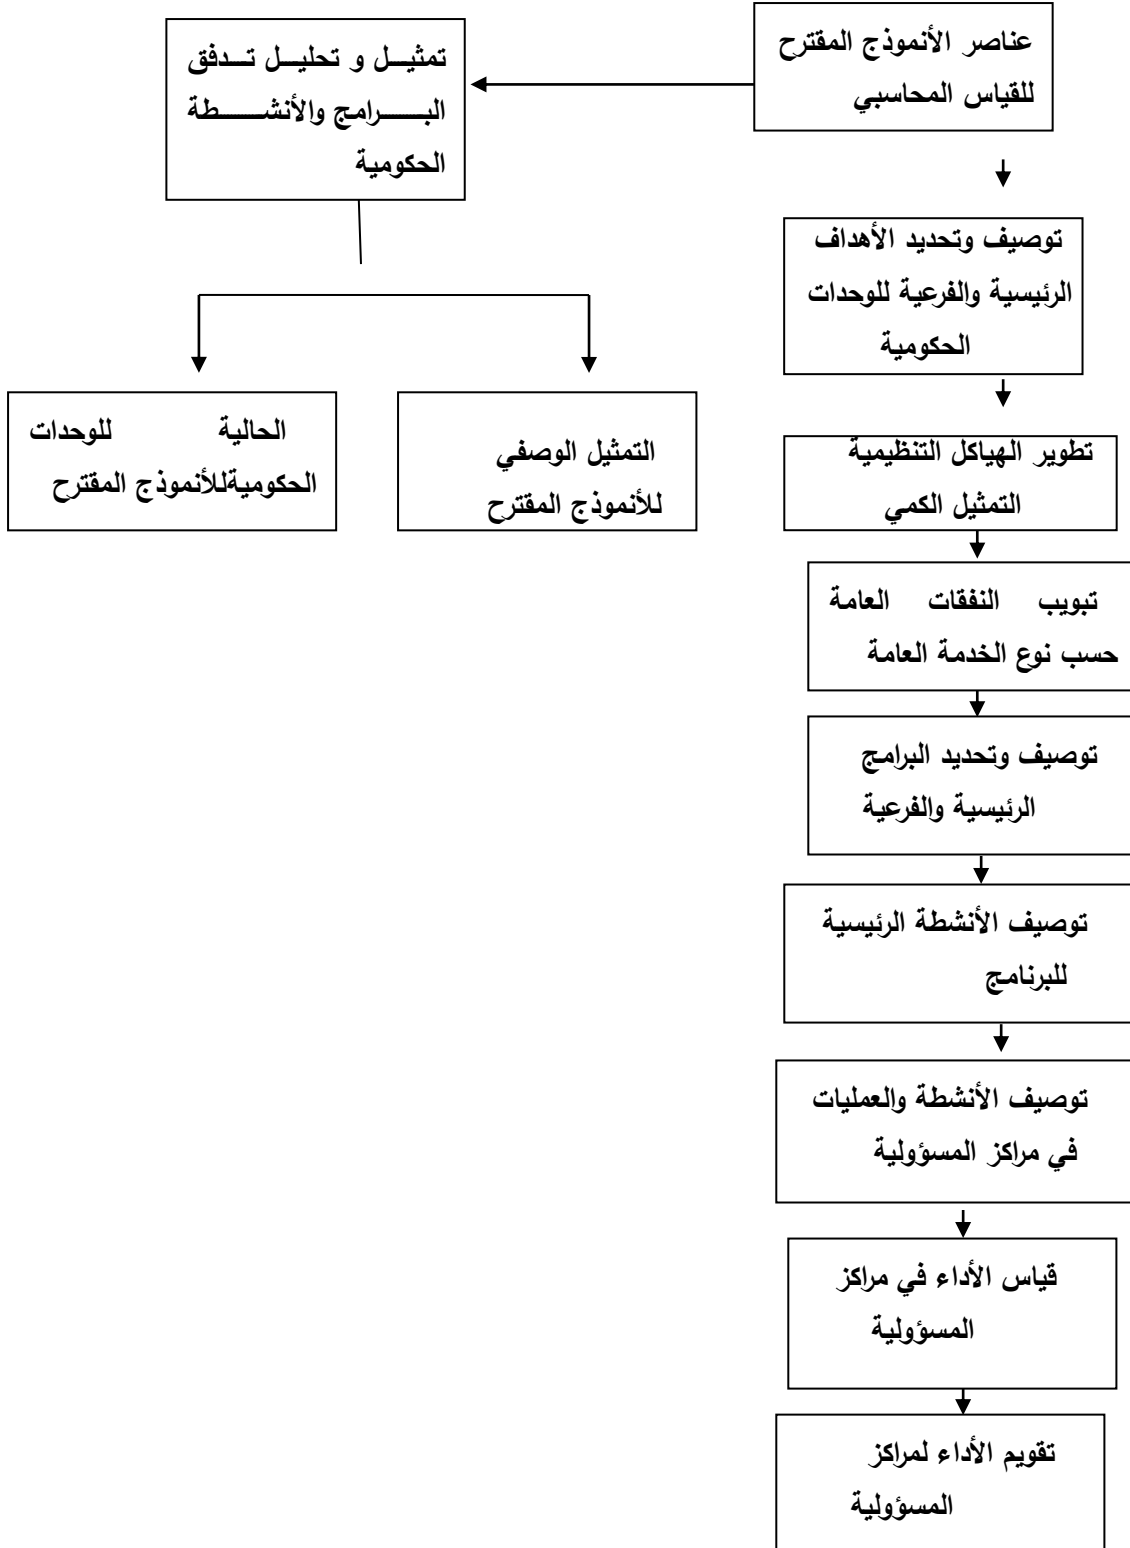 عناصر الأنموذج المقترح
للقياس المحاسبي
تمثيل و تحليل تدفق
البرامج والأنشطة
الحكومية
توصيف وتحديد الأهداف
الرئيسية والفرعية للوحدات
الحكومية
التمثيل الوصفي
للأنموذج المقترح
الحالية للوحدات
الحكوميةللأنموذج المقترح
تطوير الهياكل التنظيمية
التمثيل الكمي
تبويب النفقات العامة
حسب نوع الخدمة العامة
توصيف وتحديد البرامج
الرئيسية والفرعية
توصيف الأنشطة الرئيسية
للبرنامج
توصيف الأنشطة والعمليات
في مراكز المسؤولية
قياس الأداء في مراكز
المسؤولية
تقويم الأداء لمراكز
المسؤولية